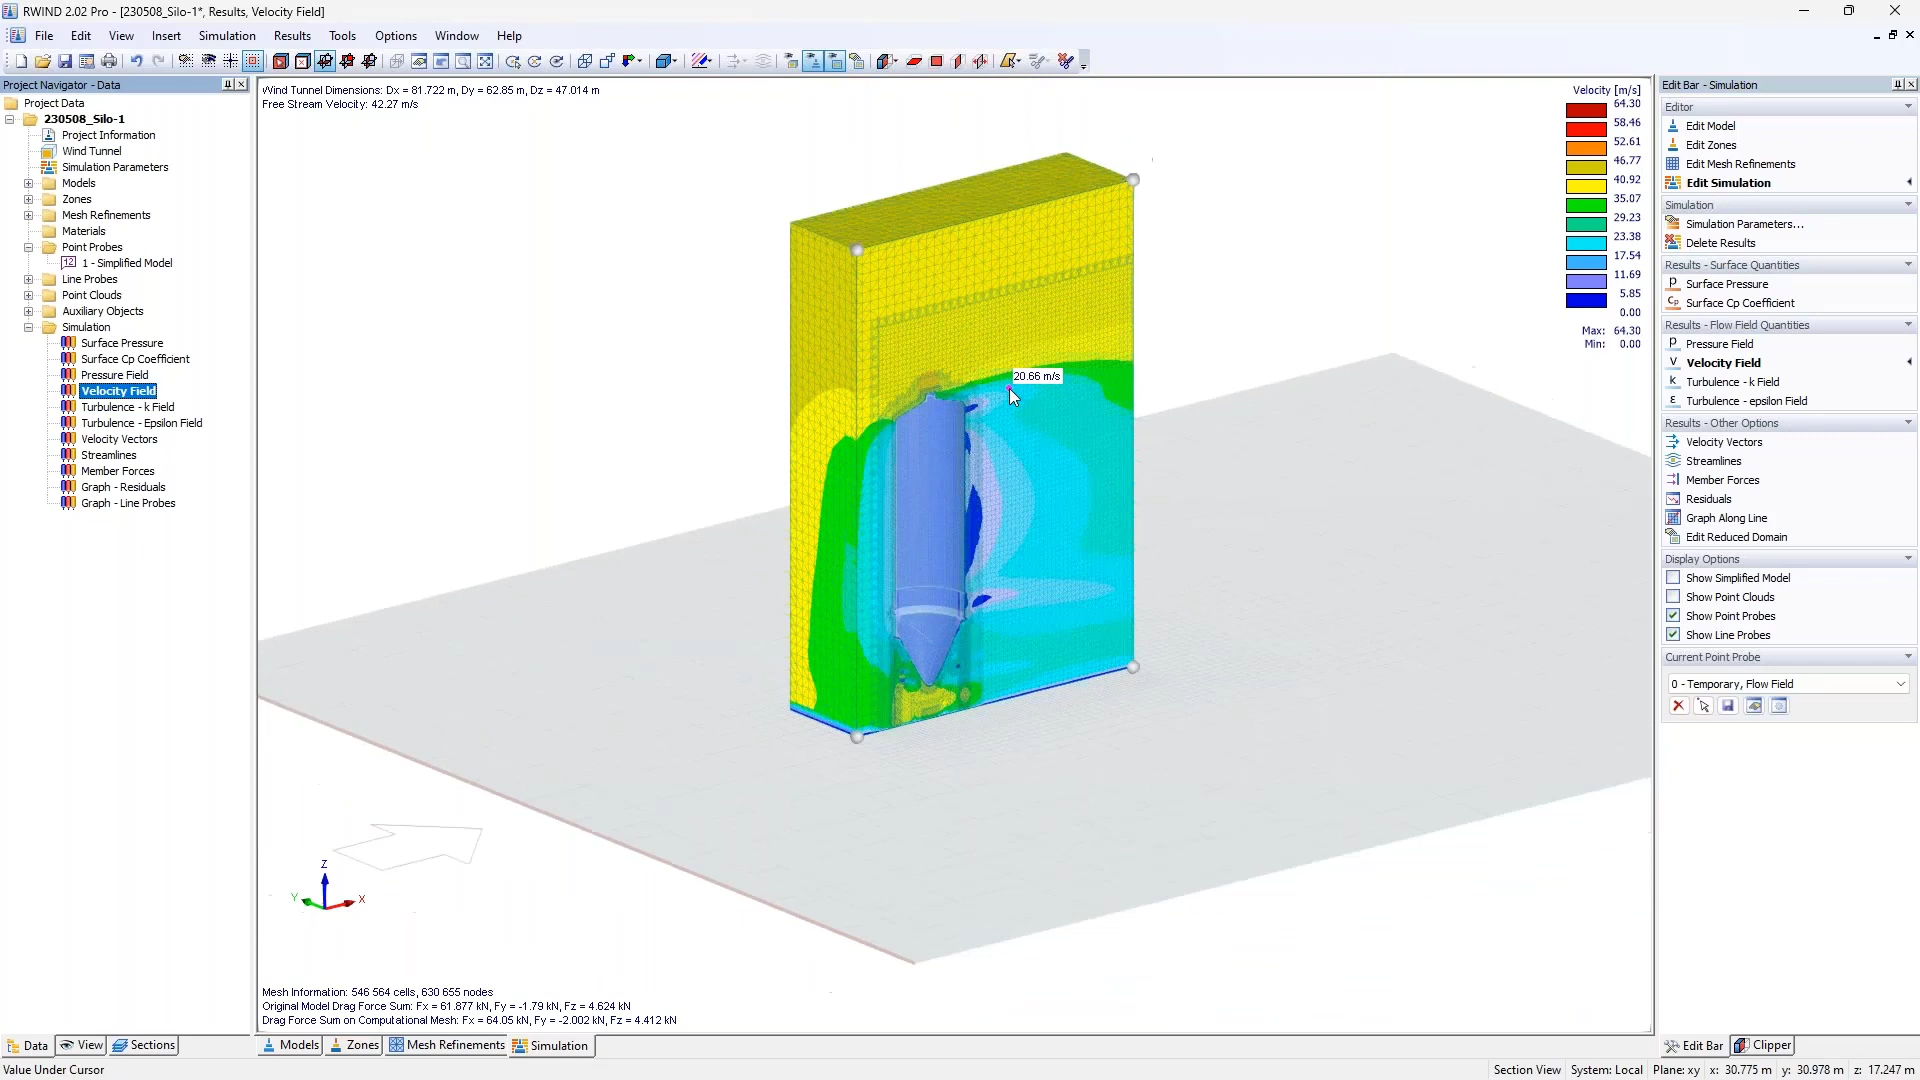 RWIND 2.02 Pro - [230508_Silo-1*, Results, Velocity Field]
File Edit View Insert Simulation Results Tools Options Window Help
Project Navigator - Data
Project Data
230508_Silo-1
Project Information
Wind Tunnel
Simulation Parameters
Models
Zones
Mesh Refinements
Materials
Point Probes
1 - Simplified Model
Line Probes
Point Clouds
Auxiliary Objects
Simulation
Surface Pressure
Surface Cp Coefficient
Pressure Field
Velocity Field
Turbulence - k Field
Turbulence - Epsilon Field
Velocity Vectors
Streamlines
Member Forces
Graph - Residuals
Graph - Line Probes
Data View Sections
Wind Tunnel Dimensions: Dx = 81.722 m, Dy = 62.85 m, Dz = 47.014 m
Free Stream Velocity: 42.27 m/s
Velocity [m/s]
64.30
58.46
52.61
46.77
40.92
35.07
29.23
23.38
17.54
11.69
5.85
0.00
Max: 64.30
Min: 0.00
20.66 m/s
Z
Y
X
Mesh Information: 546 564 cells, 630 655 nodes
Original Model Drag Force Sum: Fx = 61.877 kN, Fy = -1.79 kN, Fz = 4.624 kN
Drag Force Sum on Computational Mesh: Fx = 64.05 kN, Fy = -2.002 kN, Fz = 4.412 kN
Models Zones Mesh Refinements Simulation
Edit Bar - Simulation
Editor
Edit Model
Edit Zones
Edit Mesh Refinements
Edit Simulation
Simulation
Simulation Parameters...
Delete Results
Results - Surface Quantities
Surface Pressure
Surface Cp Coefficient
Results - Flow Field Quantities
Pressure Field
Velocity Field
Turbulence - k Field
Turbulence - epsilon Field
Results - Other Options
Velocity Vectors
Streamlines
Member Forces
Residuals
Graph Along Line
Edit Reduced Domain
Display Options
Show Simplified Model
Show Point Clouds
Show Point Probes
Show Line Probes
Current Point Probe
0 - Temporary, Flow Field
Edit Bar Clipper
Value Under Cursor
Section View System: Local Plane: xy x: 30.775 m y: 30.978 m z: 17.247 m